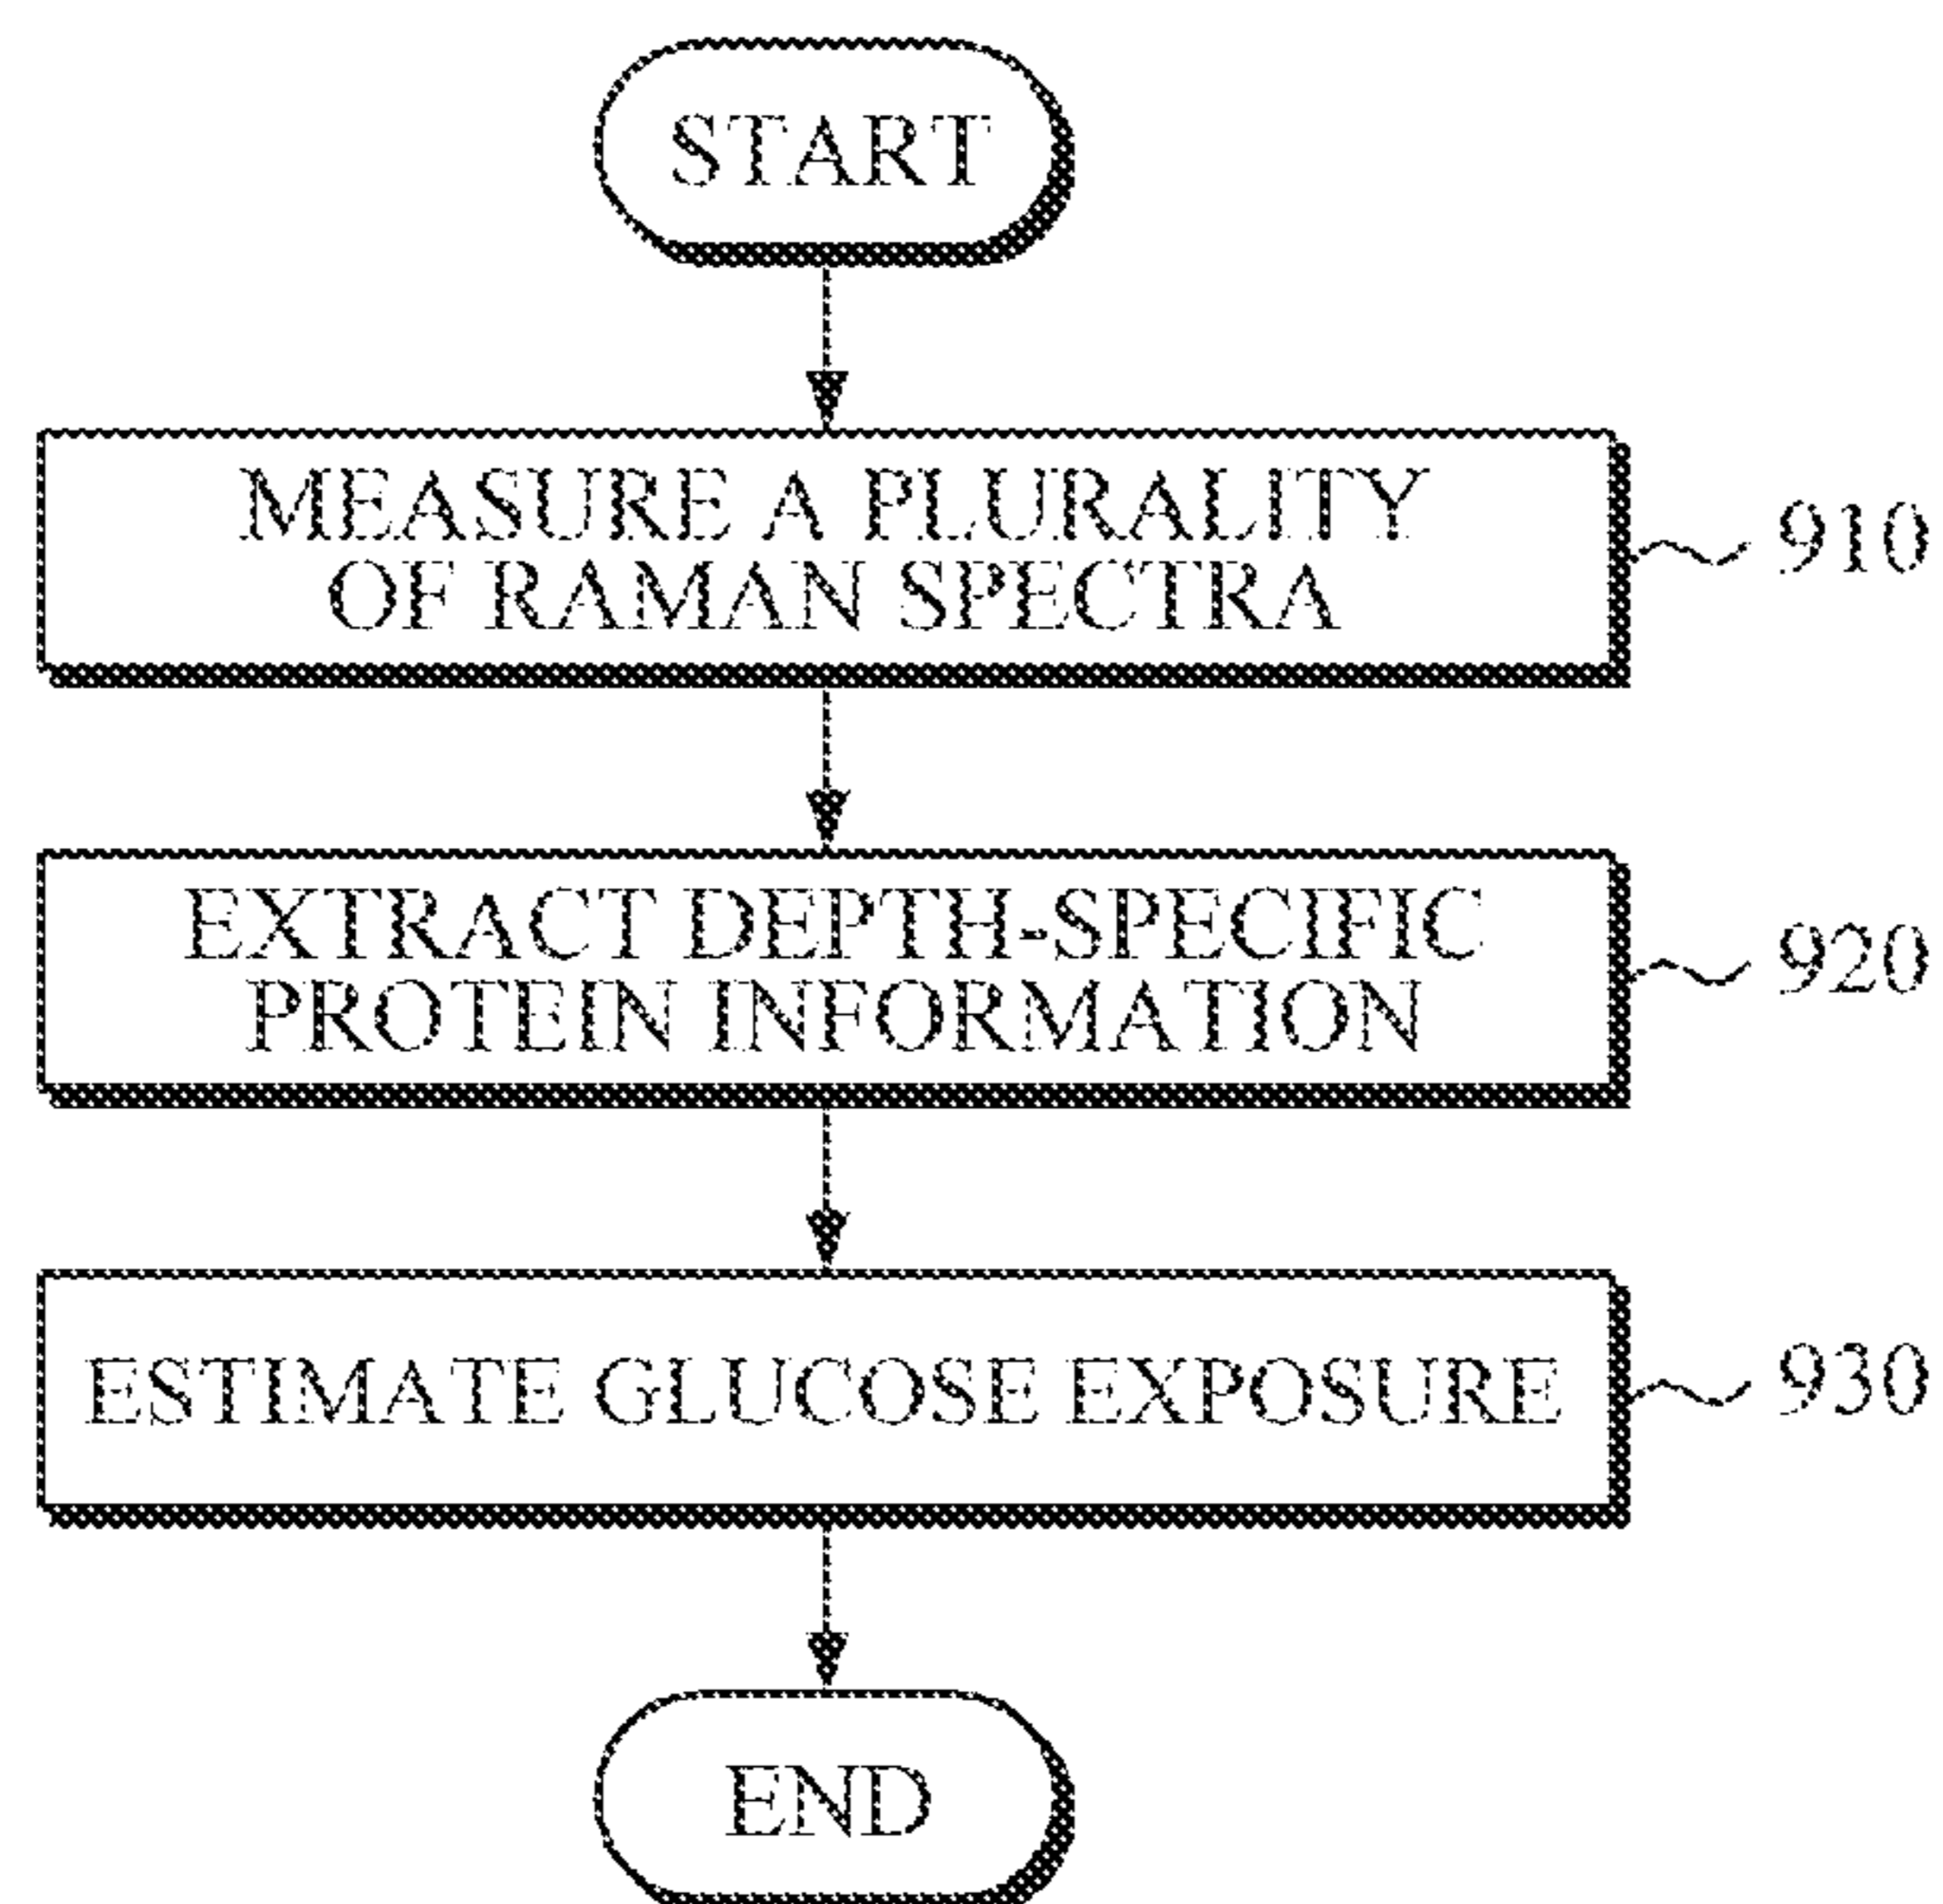 START
MEASURE A PLURALITY
OF RAMAN SPECTRA
910
EXTRACT DEPTH-SPECIFIC
PROTEIN INFORMATION
920
ESTIMATE GLUCOSE EXPOSURE
930
END